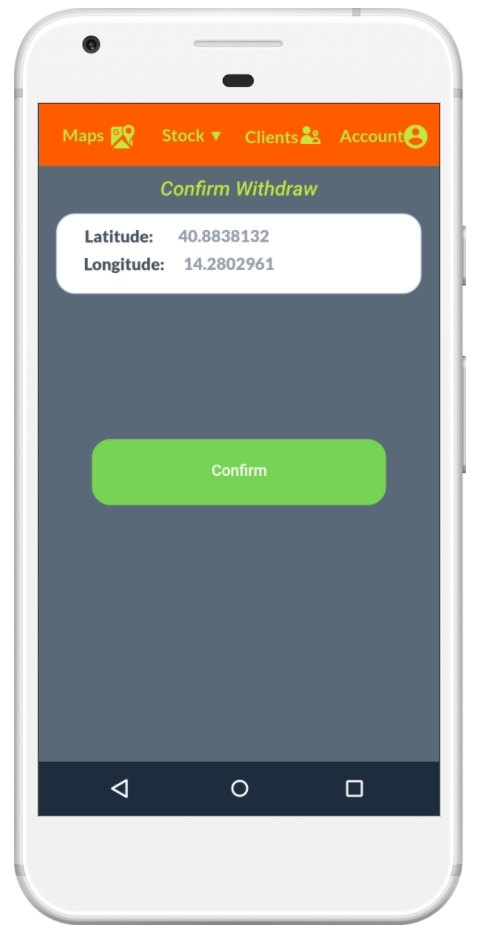 Maps Stock ▼ Clients Account
Confirm Withdraw
Latitude: 40.8838132
Longitude: 14.2802961
Confirm